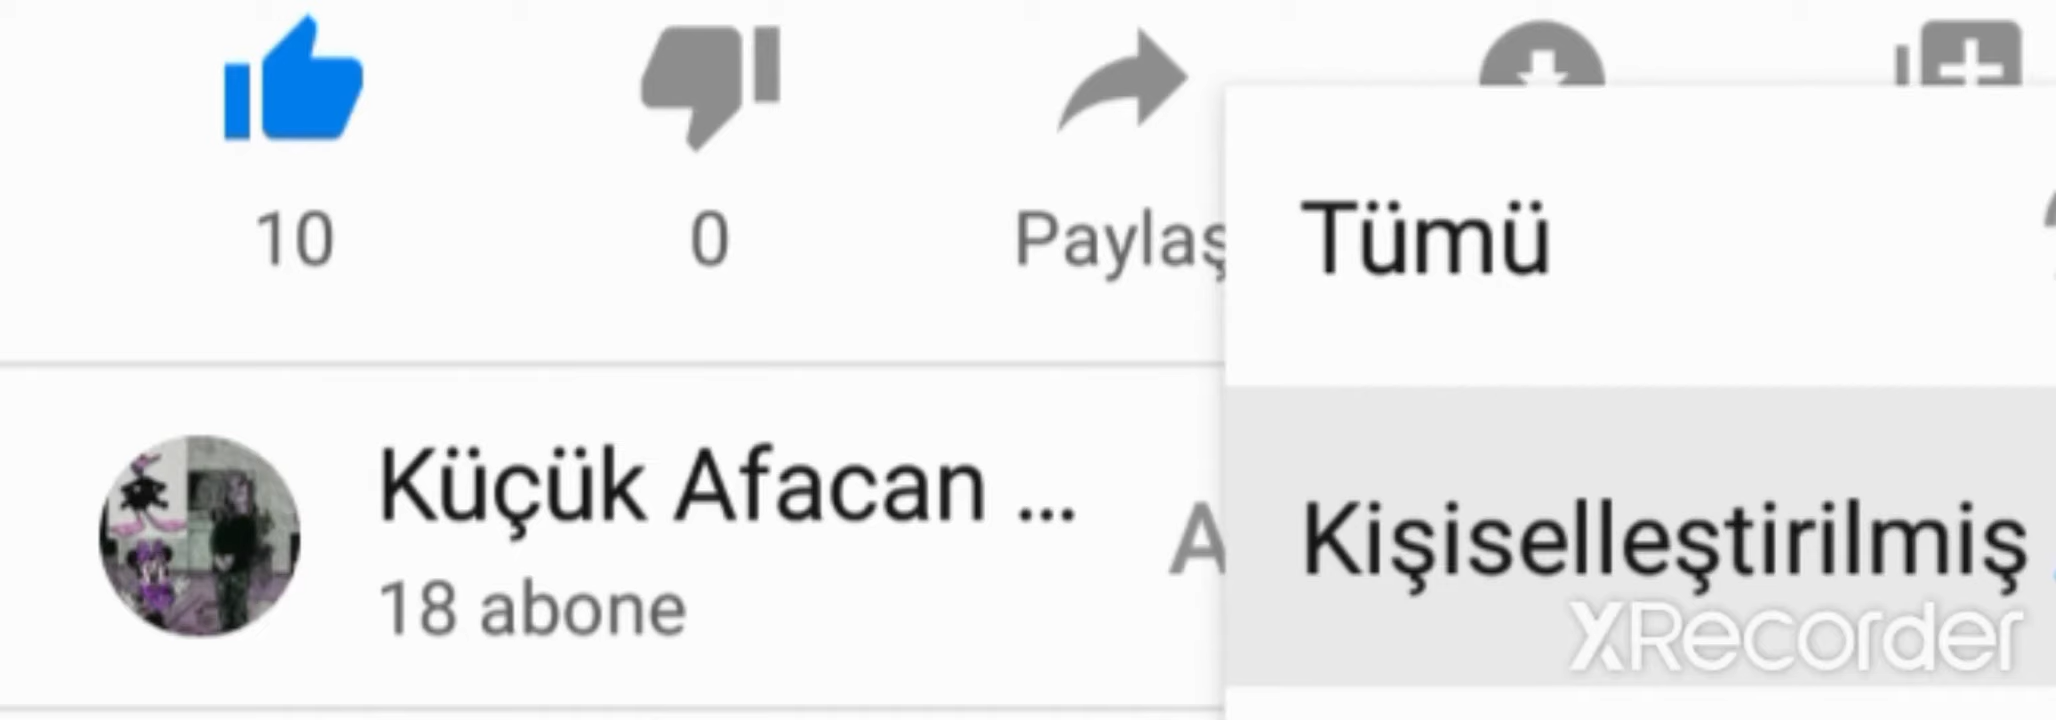 10
0
Paylaş
Tümü
Küçük Afacan ...
18 abone
A
Kişiselleştirilmiş
XRecorder